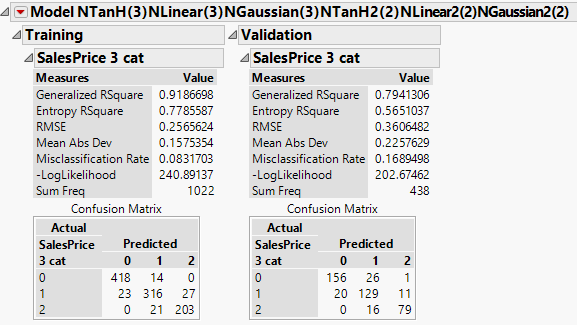 Model NTanH(3)NLinear(3)NGaussian(3)NTanH2(2)NLinear2(2)NGaussian2(2)
Training
SalesPrice 3 cat
Measures Value
Generalized RSquare 0.9186698
Entropy RSquare 0.7785587
RMSE 0.2565624
Mean Abs Dev 0.1575354
Misclassification Rate 0.0831703
-LogLikelihood 240.89137
Sum Freq 1022
Confusion Matrix
Actual
SalesPrice Predicted
3 cat 0 1 2
0 418 14 0
1 23 316 27
2 0 21 203
Validation
SalesPrice 3 cat
Measures Value
Generalized RSquare 0.7941306
Entropy RSquare 0.5651037
RMSE 0.3606482
Mean Abs Dev 0.2257629
Misclassification Rate 0.1689498
-LogLikelihood 202.67462
Sum Freq 438
Confusion Matrix
Actual
SalesPrice Predicted
3 cat 0 1 2
0 156 26 1
1 20 129 11
2 0 16 79